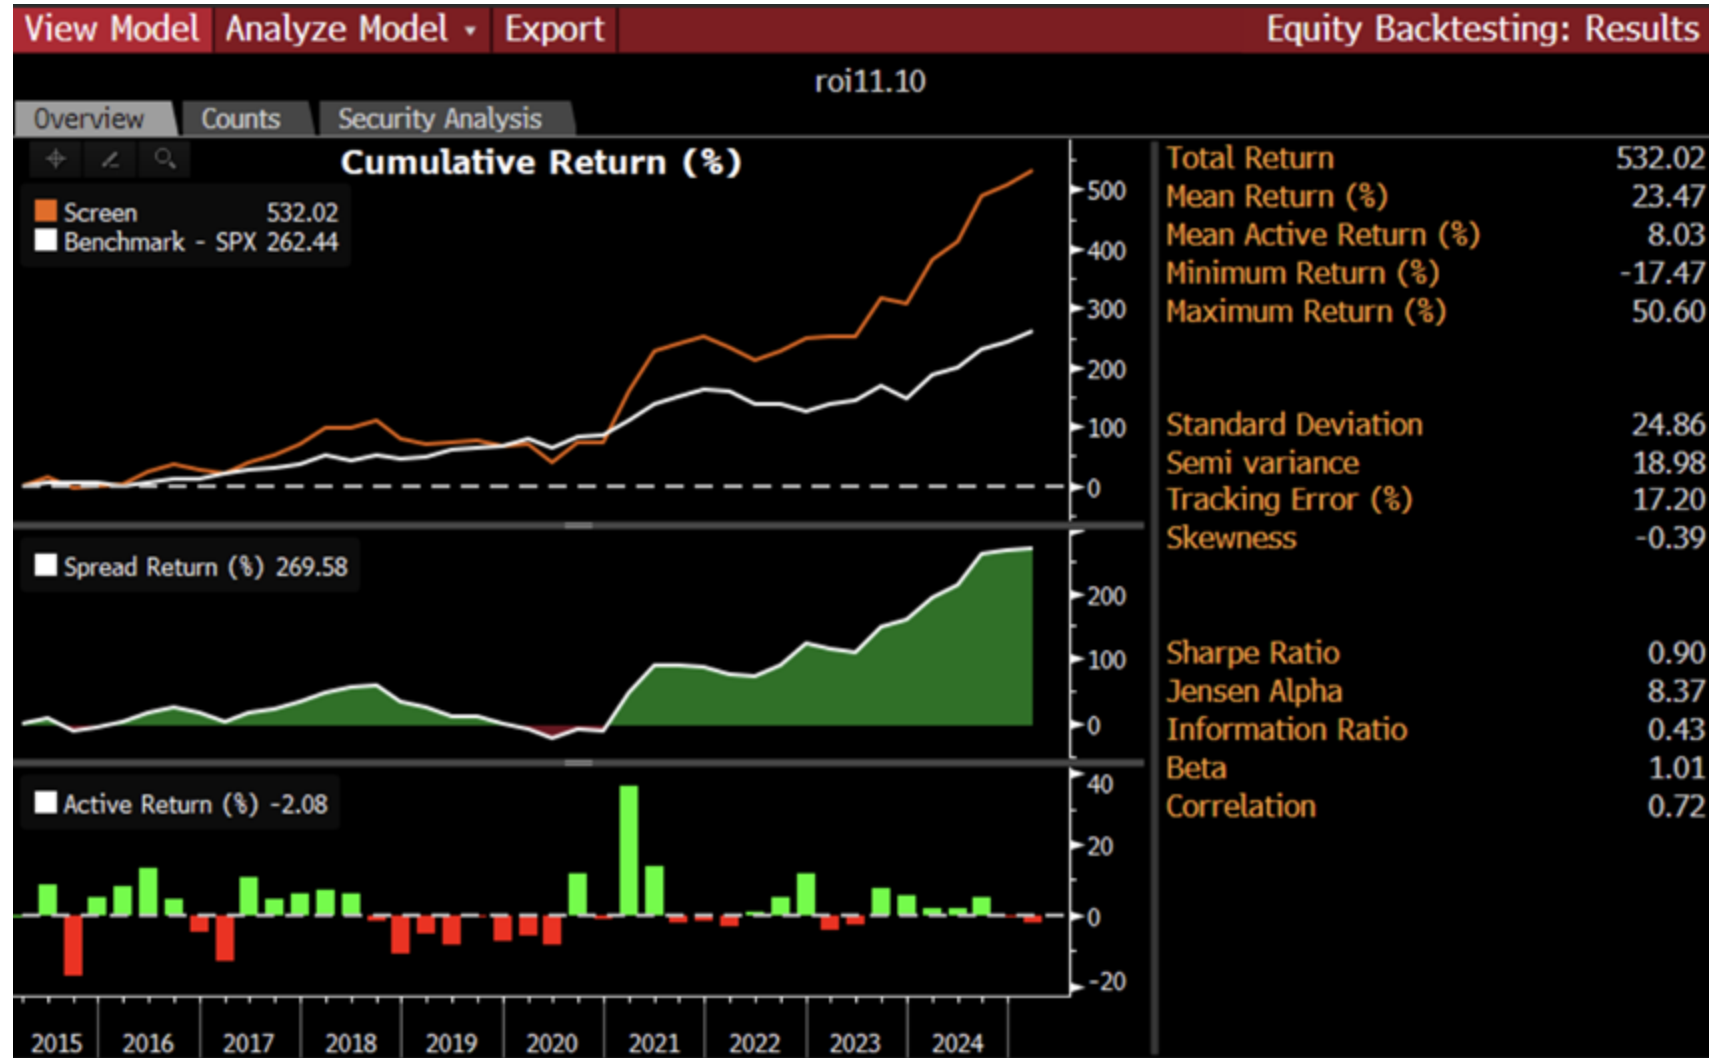 View Model Analyze Model Export Equity Backtesting: Results
roi11.10
Overview Counts Security Analysis
Cumulative Return (%)
Screen 532.02
Benchmark - SPX 262.44
500
400
300
200
100
0
Spread Return (%) 269.58
200
100
0
Active Return (%) -2.08
40
20
0
-20
2015 2016 2017 2018 2019 2020 2021 2022 2023 2024
Total Return 532.02
Mean Return (%) 23.47
Mean Active Return (%) 8.03
Minimum Return (%) -17.47
Maximum Return (%) 50.60
Standard Deviation 24.86
Semi variance 18.98
Tracking Error (%) 17.20
Skewness -0.39
Sharpe Ratio 0.90
Jensen Alpha 8.37
Information Ratio 0.43
Beta 1.01
Correlation 0.72